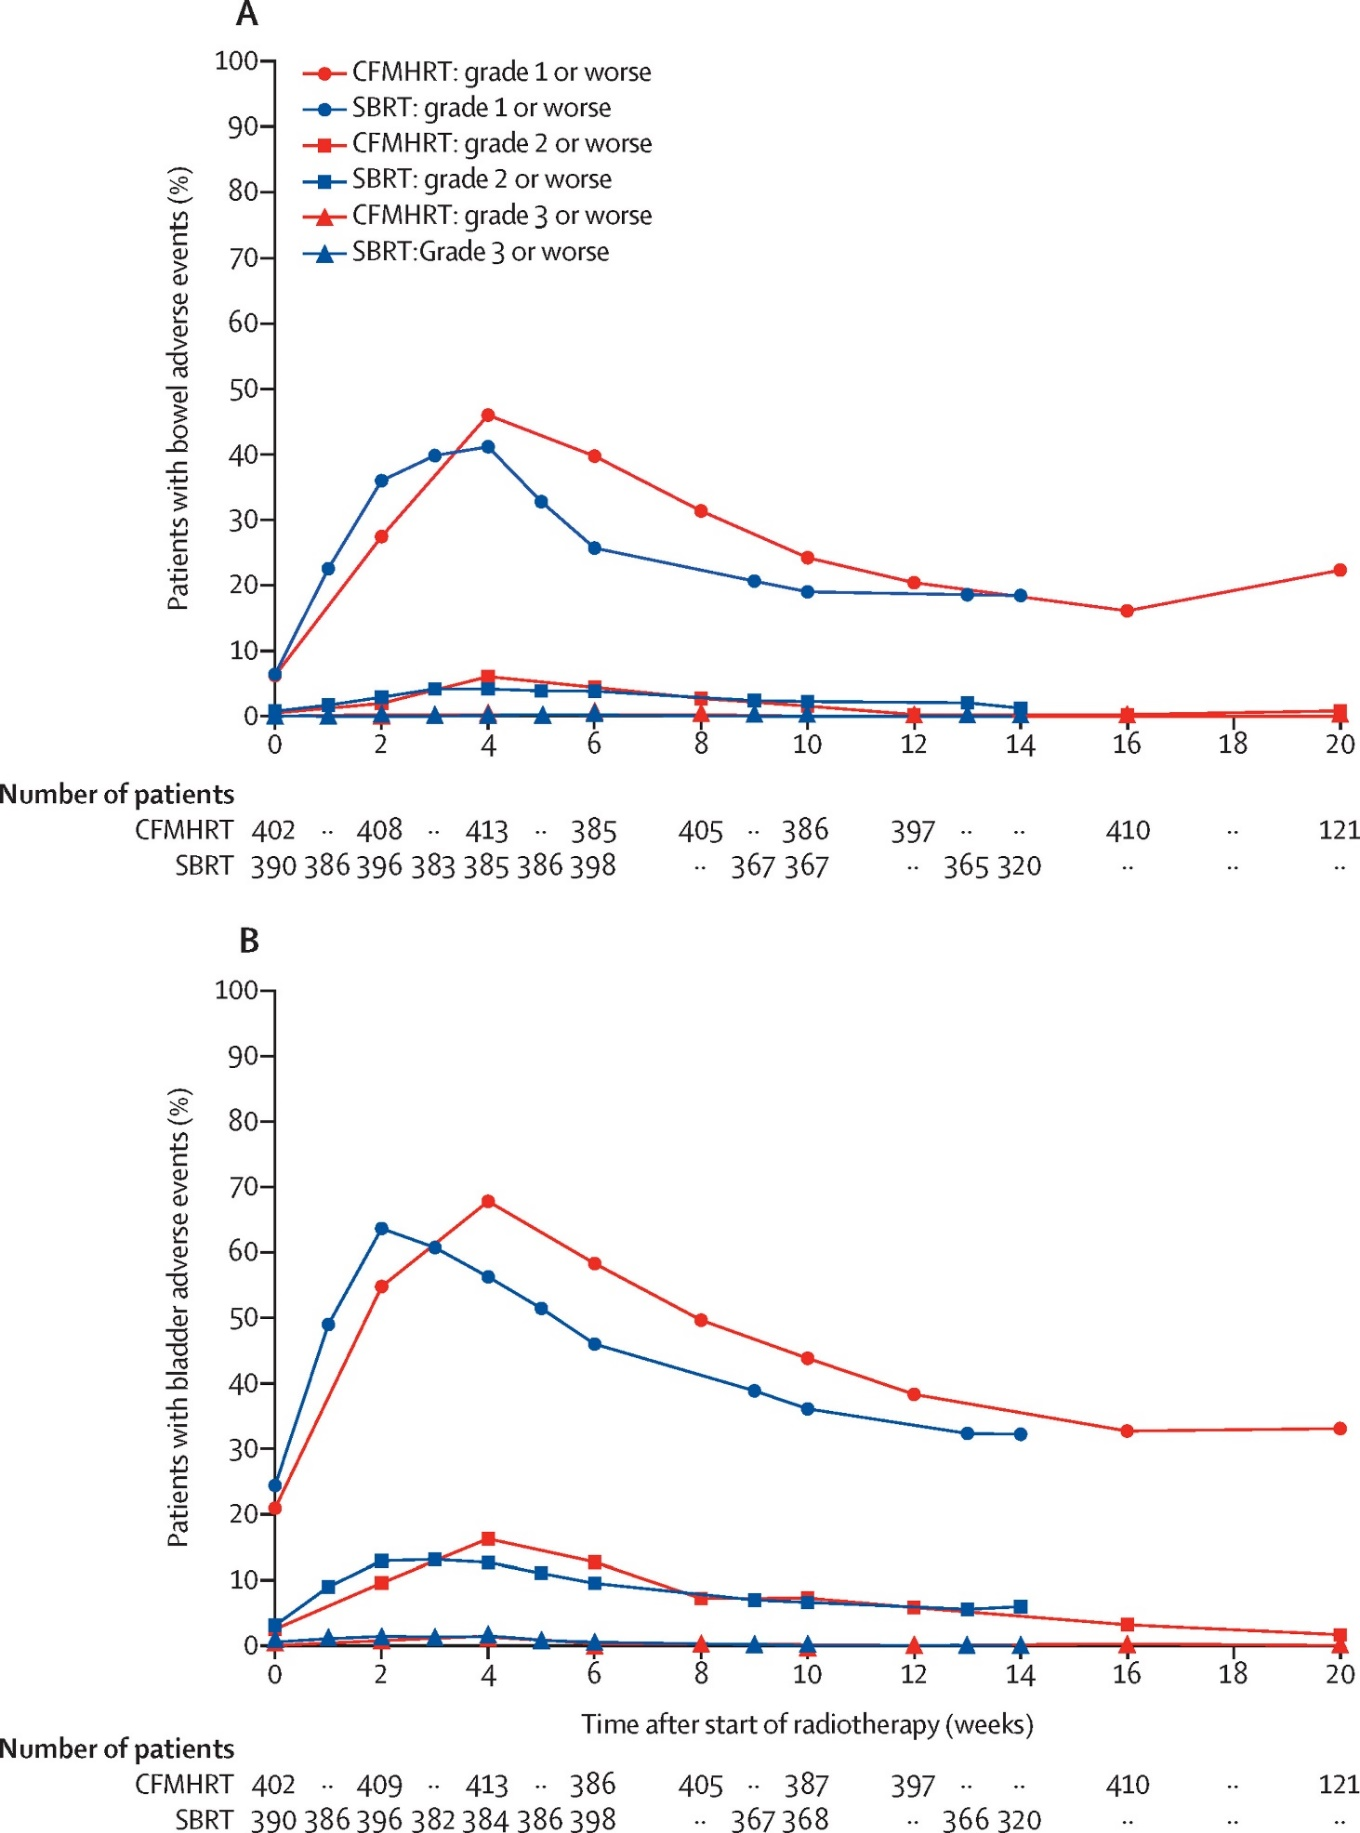 A
100
90
80
70
60
50
40
30
20
10
0
Patients with bowel adverse events (%)
CFMHRT: grade 1 or worse
SBRT: grade 1 or worse
CFMHRT: grade 2 or worse
SBRT: grade 2 or worse
CFMHRT: grade 3 or worse
SBRT:Grade 3 or worse
0 2 4 6 8 10 12 14 16 18 20
Number of patients
CFMHRT 402 ·· 408 ·· 413 ·· 385 405 ·· 386 397 ·· ·· 410 ·· 121
SBRT 390 386 396 383 385 386 398 ·· 367 367 ·· 365 320 ·· ·· ··
B
100
90
80
70
60
50
40
30
20
10
0
Patients with bladder adverse events (%)
0 2 4 6 8 10 12 14 16 18 20
Time after start of radiotherapy (weeks)
Number of patients
CFMHRT 402 ·· 409 ·· 413 ·· 386 405 ·· 387 397 ·· ·· 410 ·· 121
SBRT 390 386 396 382 384 386 398 ·· 367 368 ·· 366 320 ·· ·· ··